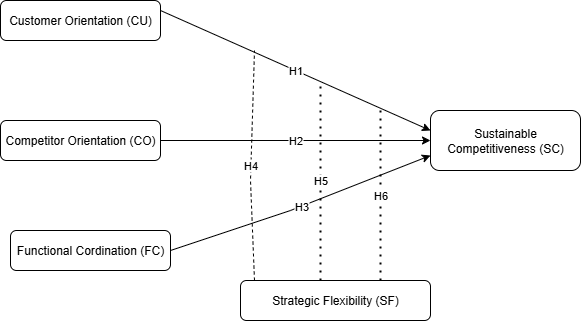 Customer Orientation (CU)
H1
Competitor Orientation (CO)
H2
Sustainable
Competitiveness (SC)
H4
H5
H6
H3
Functional Cordination (FC)
Strategic Flexibility (SF)